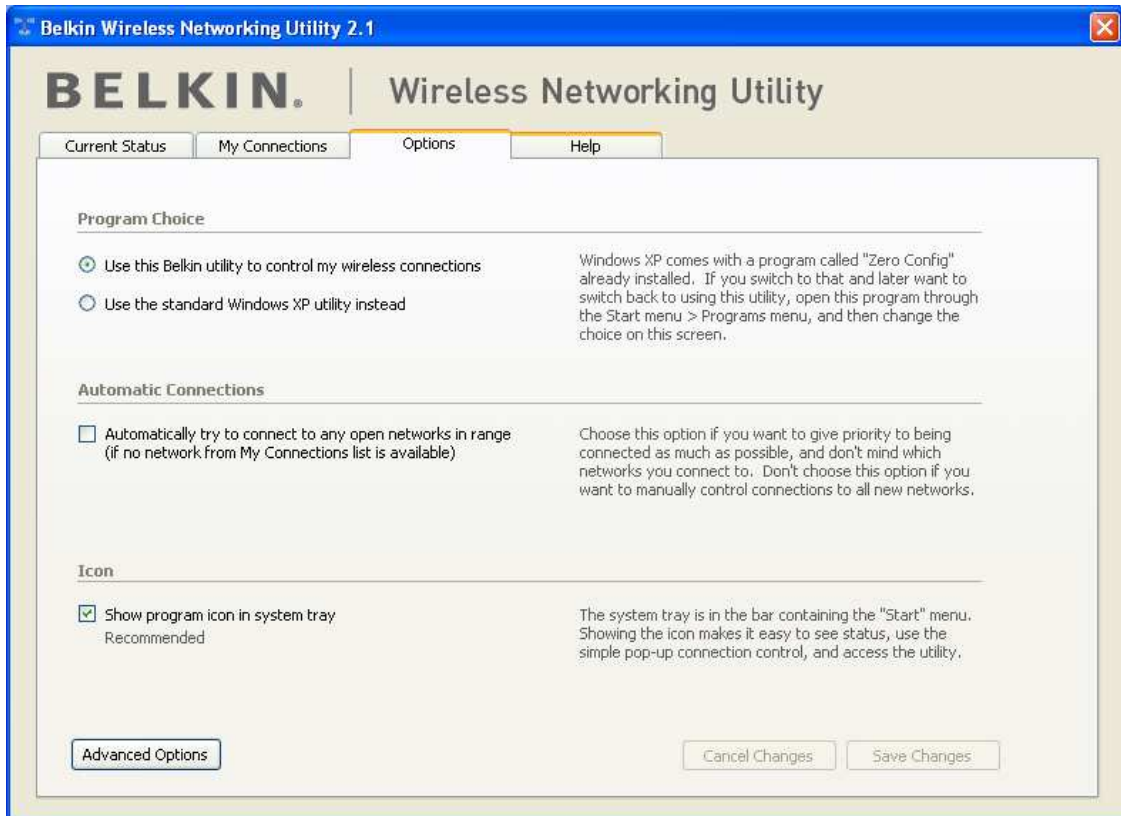 Belkin Wireless Networking Utility 2.1
BELKIN. | Wireless Networking Utility
Current Status
My Connections
Options
Help
Program Choice
Use this Belkin utility to control my wireless connections
Use the standard Windows XP utility instead
Windows XP comes with a program called "Zero Config"
already installed. If you switch to that and later want to
switch back to using this utility, open this program through
the Start menu > Programs menu, and then change the
choice on this screen.
Automatic Connections
Automatically try to connect to any open networks in range
(if no network from My Connections list is available)
Choose this option if you want to give priority to being
connected as much as possible, and don't mind which
networks you connect to. Don't choose this option if you
want to manually control connections to all new networks.
Icon
Show program icon in system tray
Recommended
The system tray is in the bar containing the "Start" menu.
Showing the icon makes it easy to see status, use the
simple pop-up connection control, and access the utility.
Advanced Options
Cancel Changes
Save Changes